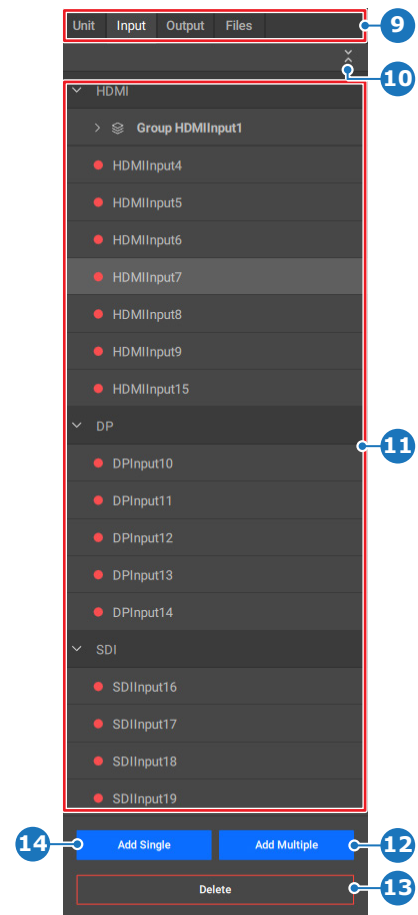 Unit Input Output Files
9
10
HDMI
Group HDMIInput1
HDMIInput4
HDMIInput5
HDMIInput6
HDMIInput7
HDMIInput8
HDMIInput9
HDMIInput15
DP
11
DPInput10
DPInput11
DPInput12
DPInput13
DPInput14
SDI
SDIInput16
SDIInput17
SDIInput18
SDIInput19
14 Add Single Add Multiple 12
Delete 13